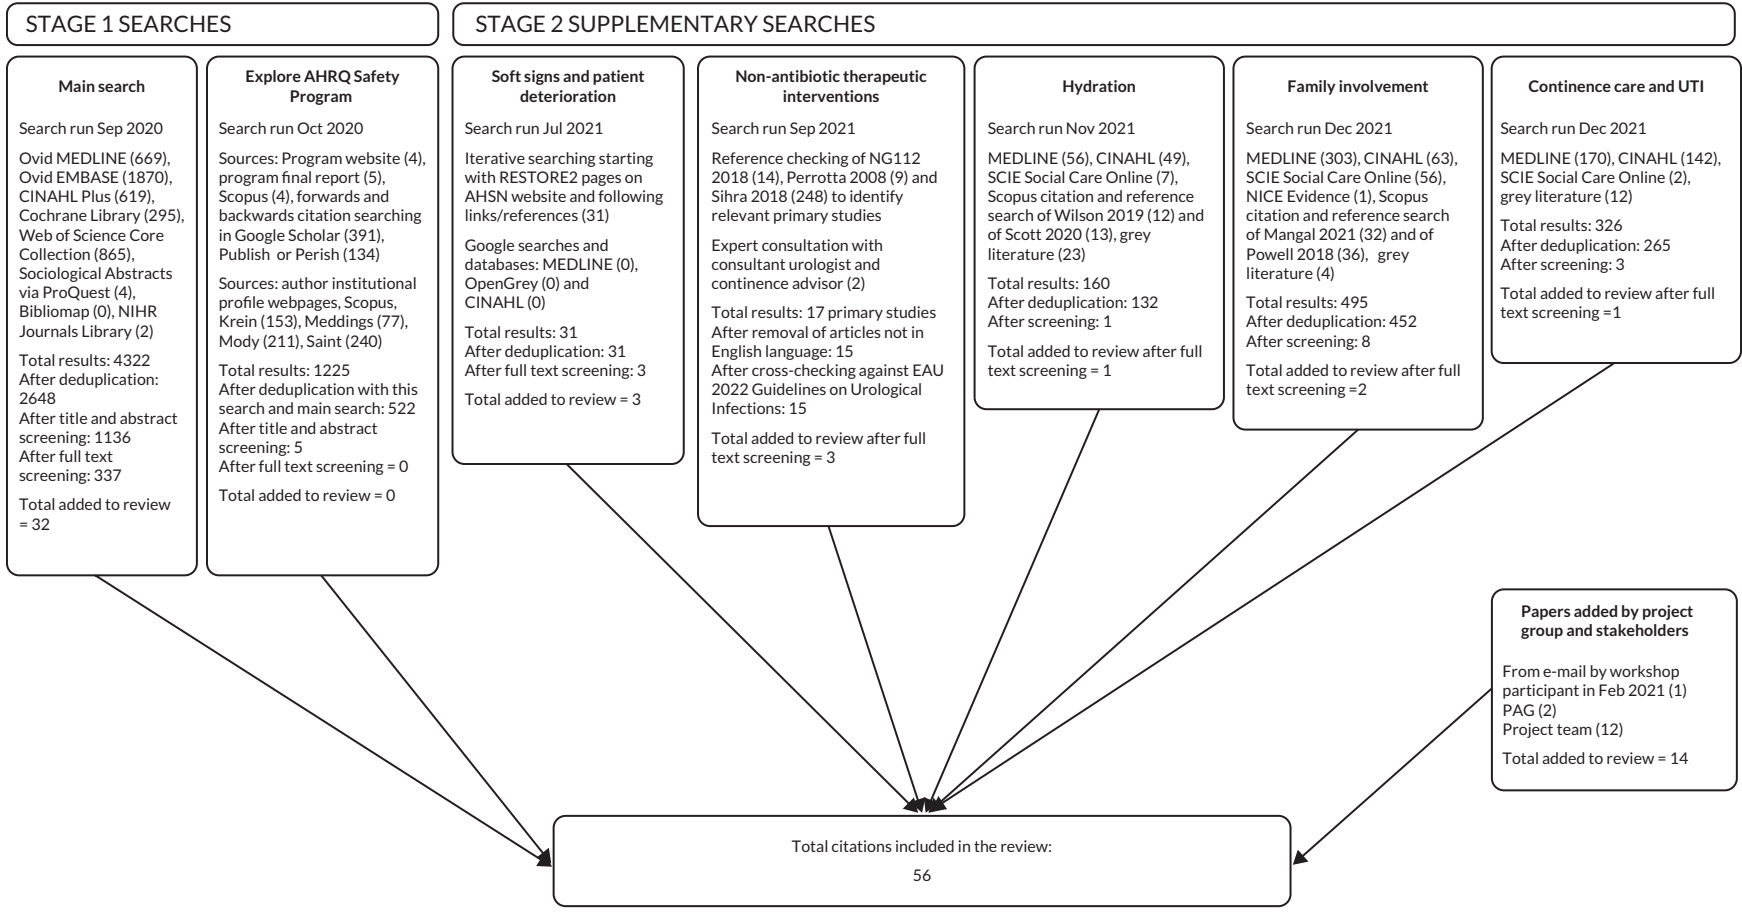 STAGE 1 SEARCHES
STAGE 2 SUPPLEMENTARY SEARCHES
Main search
Search run Sep 2020
Ovid MEDLINE (669),
Ovid EMBASE (1870),
CINAHL Plus (619),
Cochrane Library (295),
Web of Science Core
Collection (865),
Sociological Abstracts
via ProQuest (4),
Bibliomap (0), NIHR
Journals Library (2)
Total results: 4322
After deduplication:
2648
After title and abstract
screening: 1136
After full text
screening: 337
Total added to review
= 32
Explore AHRQ Safety
Program
Search run Oct 2020
Sources: Program website (4),
program final report (5),
Scopus (4), forwards and
backwards citation searching
in Google Scholar (391),
Publish or Perish (134)
Sources: author institutional
profile webpages, Scopus,
Krein (153), Meddings (77),
Mody (211), Saint (240)
Total results: 1225
After deduplication with this
search and main search: 522
After title and abstract
screening: 5
After full text screening = 0
Total added to review = 0
Soft signs and patient
deterioration
Search run Jul 2021
Iterative searching starting
with RESTORE2 pages on
AHSN website and following
links/references (31)
Google searches and
databases: MEDLINE (0),
OpenGrey (0) and
CINAHL (0)
Total results: 31
After deduplication: 31
After full text screening: 3
Total added to review = 3
Non-antibiotic therapeutic
interventions
Search run Sep 2021
Reference checking of NG112
2018 (14), Perrotta 2008 (9) and
Sihra 2018 (248) to identify
relevant primary studies
Expert consultation with
consultant urologist and
continence advisor (2)
Total results: 17 primary studies
After removal of articles not in
English language: 15
After cross-checking against EAU
2022 Guidelines on Urological
Infections: 15
Total added to review after full
text screening = 3
Hydration
Search run Nov 2021
MEDLINE (56), CINAHL (49),
SCIE Social Care Online (7),
Scopus citation and reference
search of Wilson 2019 (12) and
of Scott 2020 (13), grey
literature (23)
Total results: 160
After deduplication: 132
After screening: 1
Total added to review after full
text screening = 1
Family involvement
Search run Dec 2021
MEDLINE (303), CINAHL (63),
SCIE Social Care Online (56),
NICE Evidence (1), Scopus
citation and reference search
of Mangal 2021 (32) and of
Powell 2018 (36), grey
literature (4)
Total results: 495
After deduplication: 452
After screening: 8
Total added to review after full
text screening =2
Continence care and UTI
Search run Dec 2021
MEDLINE (170), CINAHL (142),
SCIE Social Care Online (2),
grey literature (12)
Total results: 326
After deduplication: 265
After screening: 3
Total added to review after full
text screening =1
Papers added by project
group and stakeholders
From e-mail by workshop
participant in Feb 2021 (1)
PAG (2)
Project team (12)
Total added to review = 14
Total citations included in the review:
56